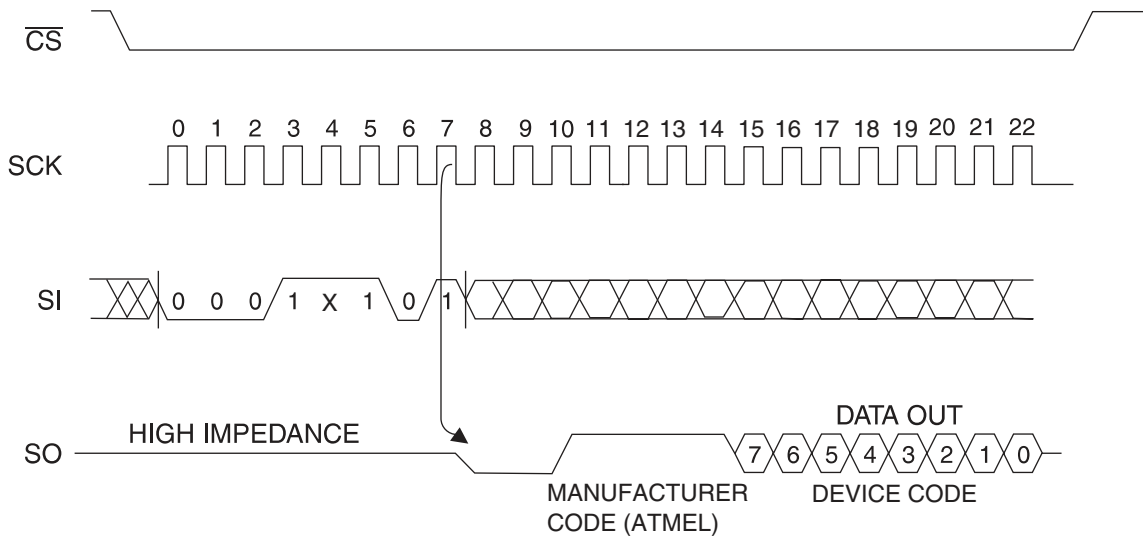 CS
0 1 2 3 4 5 6 7 8 9 10 11 12 13 14 15 16 17 18 19 20 21 22
SCK
SI
0 0 0 1 X 1 0 1
DATA OUT
HIGH IMPEDANCE
SO
7 6 5 4 3 2 1 0
MANUFACTURER
CODE (ATMEL)
DEVICE CODE